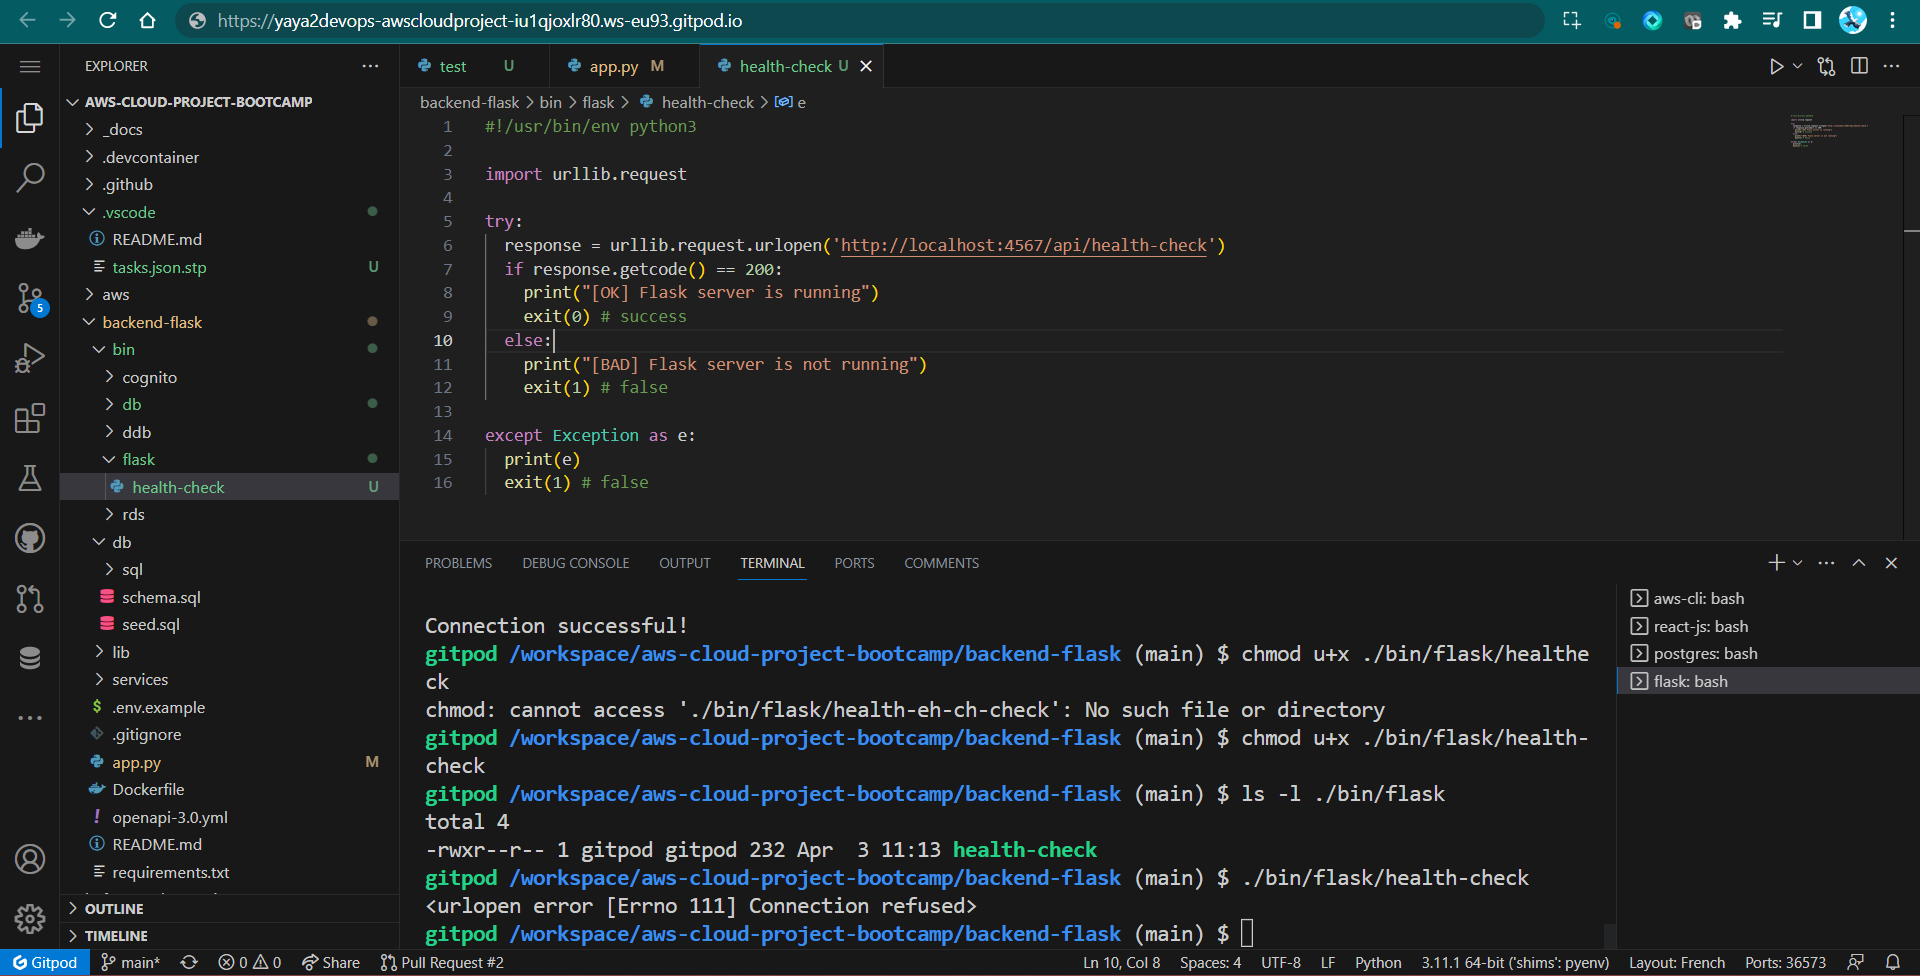 https://yaya2devops-awscloudproject-iu1qjoxlr80.ws-eu93.gitpod.io
EXPLORER
test U
app.py M
health-check U
AWS-CLOUD-PROJECT-BOOTCAMP
_docs
.devcontainer
.github
.vscode
README.md
tasks.json.stp U
aws
backend-flask
bin
cognito
db
ddb
flask
health-check U
rds
db
sql
schema.sql
seed.sql
lib
services
.env.example
.gitignore
app.py M
Dockerfile
openapi-3.0.yml
README.md
requirements.txt
OUTLINE
TIMELINE
5
backend-flask > bin > flask > health-check > e
1 #!/usr/bin/env python3
2
3 import urllib.request
4
5 try:
6 response = urllib.request.urlopen('http://localhost:4567/api/health-check')
7 if response.getcode() == 200:
8 print("[OK] Flask server is running")
9 exit(0) # success
10 else:
11 print("[BAD] Flask server is not running")
12 exit(1) # false
13
14 except Exception as e:
15 print(e)
16 exit(1) # false
PROBLEMS DEBUG CONSOLE OUTPUT TERMINAL PORTS COMMENTS
Connection successful!
gitpod /workspace/aws-cloud-project-bootcamp/backend-flask (main) $ chmod u+x ./bin/flask/healthe
ck
chmod: cannot access './bin/flask/health-eh-ch-check': No such file or directory
gitpod /workspace/aws-cloud-project-bootcamp/backend-flask (main) $ chmod u+x ./bin/flask/health-
check
gitpod /workspace/aws-cloud-project-bootcamp/backend-flask (main) $ ls -l ./bin/flask
total 4
-rwxr--r-- 1 gitpod gitpod 232 Apr  3 11:13 health-check
gitpod /workspace/aws-cloud-project-bootcamp/backend-flask (main) $ ./bin/flask/health-check
<urlopen error [Errno 111] Connection refused>
gitpod /workspace/aws-cloud-project-bootcamp/backend-flask (main) $
aws-cli: bash
react-js: bash
postgres: bash
flask: bash
Gitpod main* 0 0 Share Pull Request #2 Ln 10, Col 8 Spaces: 4 UTF-8 LF Python 3.11.1 64-bit ('shims': pyenv) Layout: French Ports: 36573